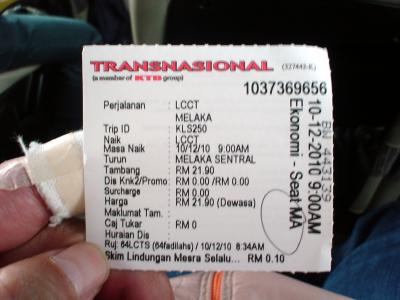 TRANSNASIONAL (327443-K)
(a member of KTB group)
1037369656
Perjalanan : LCCT
MELAKA
Trip ID : KLS250
Naik : LCCT
Masa Naik : 10/12/10 9:00AM
Turun : MELAKA SENTRAL
Tambang : RM 21.90
Dis Knk2/Promo : RM 0.00 /RM 0.00
Surcharge : RM 0.00
Harga : RM 21.90 (Dewasa)
Maklumat Tam. :
Caj Tukar : RM 0
Huraian Dis :
Ruj: 64LCTS (64fadilahs) / 10/12/10 8:34AM
Skim Lindungan Mesra Selalu... RM 0.10
BN 443139
10-12-2010 9:00AM
Ekonomi - Seat MA